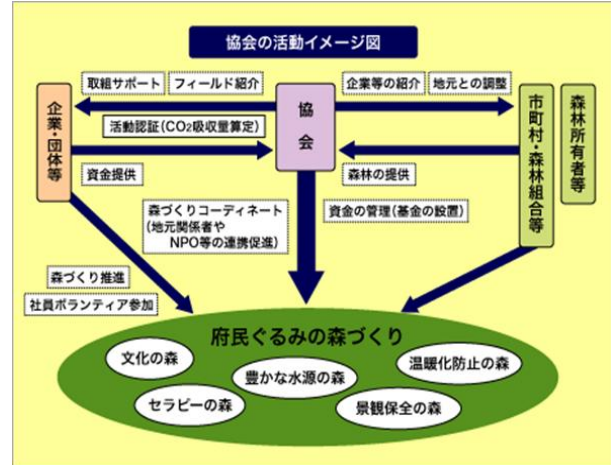 協会の活動イメージ図
取組サポート
フィールド紹介
企業等の紹介
地元との調整
企業・団体等
協会
市町村・森林組合等
森林所有者等
活動認証(CO2吸収量算定)
資金提供
森林の提供
森づくりコーディネート
(地元関係者や
NPO等の連携促進)
資金の管理(基金の設置)
森づくり推進
社員ボランティア参加
府民ぐるみの森づくり
文化の森
豊かな水源の森
温暖化防止の森
セラピーの森
景観保全の森